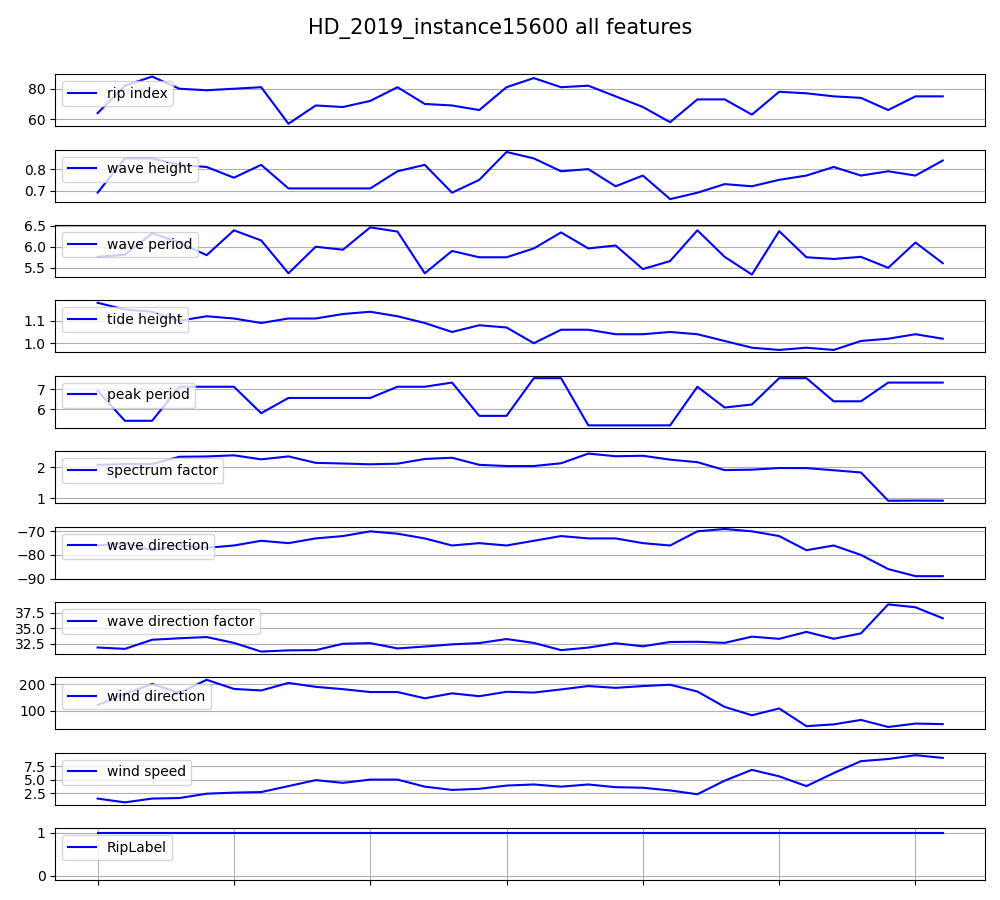 HD_2019_instance15600 all features
80
60
rip index
0.8
0.7
wave height
6.5
6.0
5.5
wave period
1.1
1.0
tide height
7
6
peak period
2
1
spectrum factor
−70
−80
−90
wave direction
37.5
35.0
32.5
wave direction factor
200
100
wind direction
7.5
5.0
2.5
wind speed
1
0
RipLabel